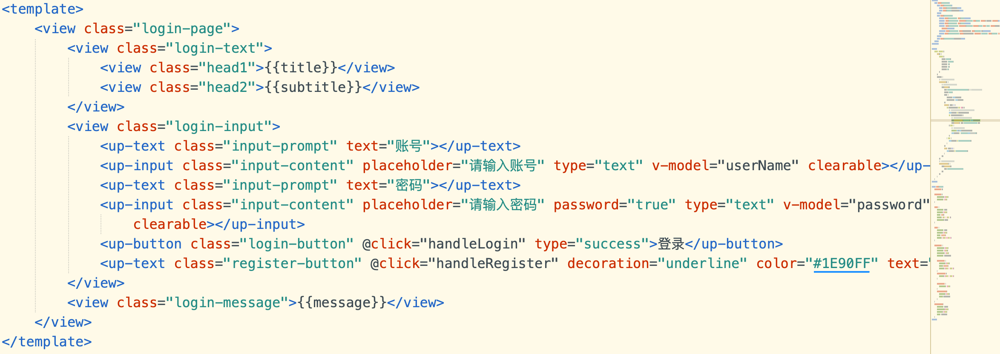 <template>
<view class="login-page">
<view class="login-text">
<view class="head1">{{title}}</view>
<view class="head2">{{subtitle}}</view>
</view>
<view class="login-input">
<up-text class="input-prompt" text="账号"></up-text>
<up-input class="input-content" placeholder="请输入账号" type="text" v-model="userName" clearable></up-
<up-text class="input-prompt" text="密码"></up-text>
<up-input class="input-content" placeholder="请输入密码" password="true" type="text" v-model="password"
clearable></up-input>
<up-button class="login-button" @click="handleLogin" type="success">登录</up-button>
<up-text class="register-button" @click="handleRegister" decoration="underline" color="#1E90FF" text="
</view>
<view class="login-message">{{message}}</view>
</view>
</template>